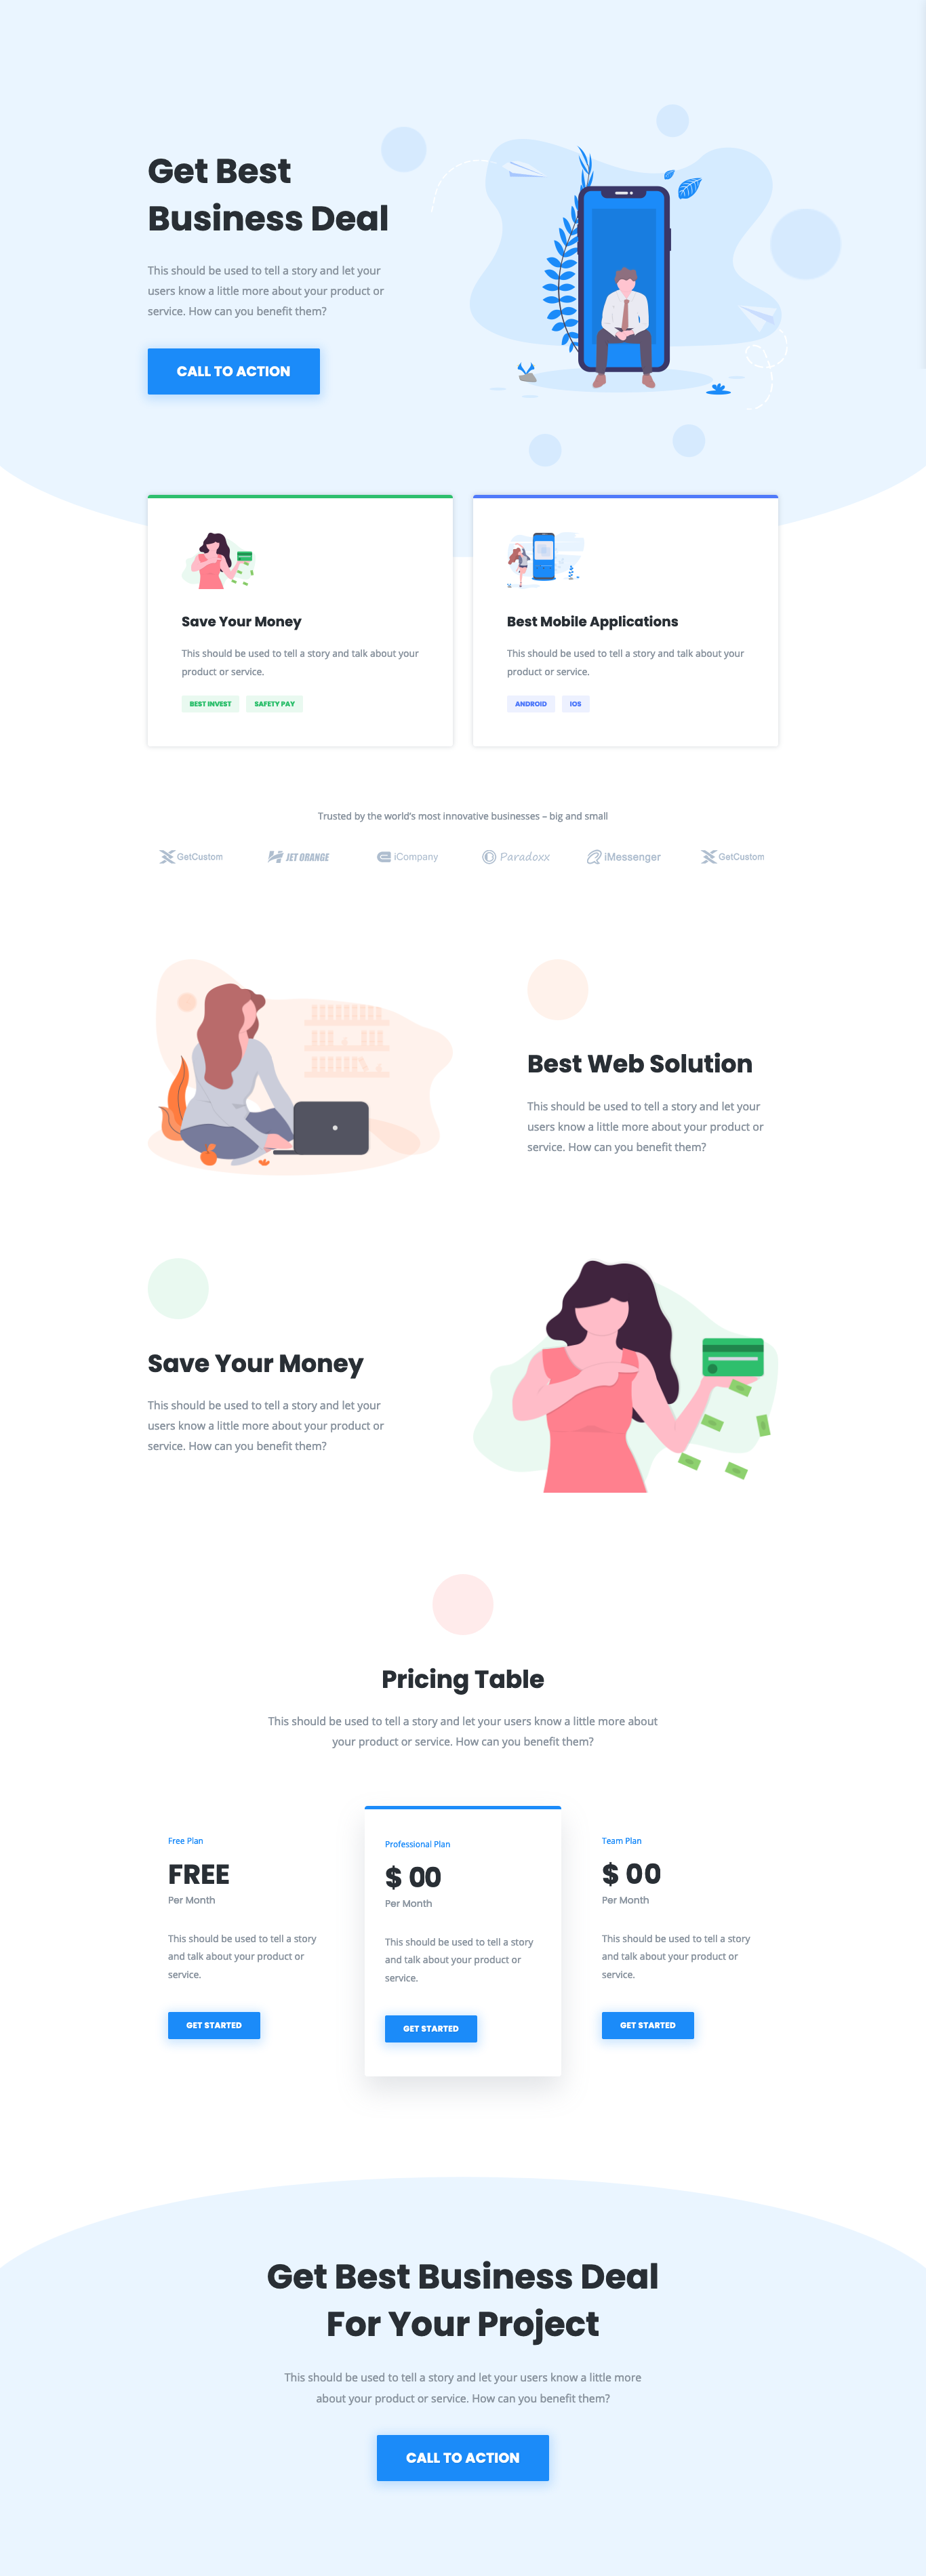 Get Best
Business Deal
This should be used to tell a story and let your
users know a little more about your product or
service. How can you benefit them?
CALL TO ACTION
Save Your Money
This should be used to tell a story and talk about your
product or service.
BEST INVEST SAFETY PAY
Best Mobile Applications
This should be used to tell a story and talk about your
product or service.
ANDROID IOS
Trusted by the world's most innovative businesses – big and small
GetCustom JET ORANGE iCompany Paradoxx iMessenger GetCustom
Best Web Solution
This should be used to tell a story and let your
users know a little more about your product or
service. How can you benefit them?
Save Your Money
This should be used to tell a story and let your
users know a little more about your product or
service. How can you benefit them?
Pricing Table
This should be used to tell a story and let your users know a little more about
your product or service. How can you benefit them?
Free Plan
FREE
Per Month
This should be used to tell a story
and talk about your product or
service.
GET STARTED
Professional Plan
$ 00
Per Month
This should be used to tell a story
and talk about your product or
service.
GET STARTED
Team Plan
$ 00
Per Month
This should be used to tell a story
and talk about your product or
service.
GET STARTED
Get Best Business Deal
For Your Project
This should be used to tell a story and let your users know a little more
about your product or service. How can you benefit them?
CALL TO ACTION